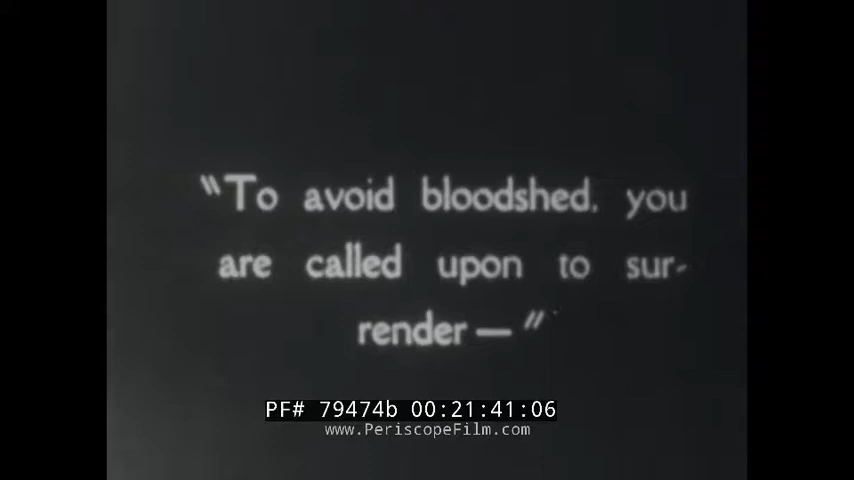 "To avoid bloodshed, you
are called upon to sur-
render—"
PF# 79474b 00:21:41:06
www.PeriscopeFilm.com